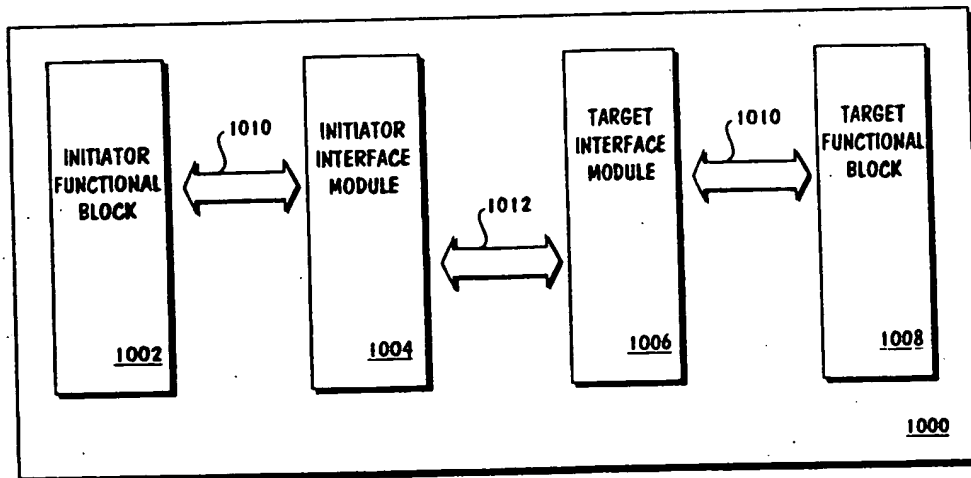 INITIATOR
FUNCTIONAL
BLOCK
1002
1010
INITIATOR
INTERFACE
MODULE
1004
1012
TARGET
INTERFACE
MODULE
1006
1010
TARGET
FUNCTIONAL
BLOCK
1008
1000